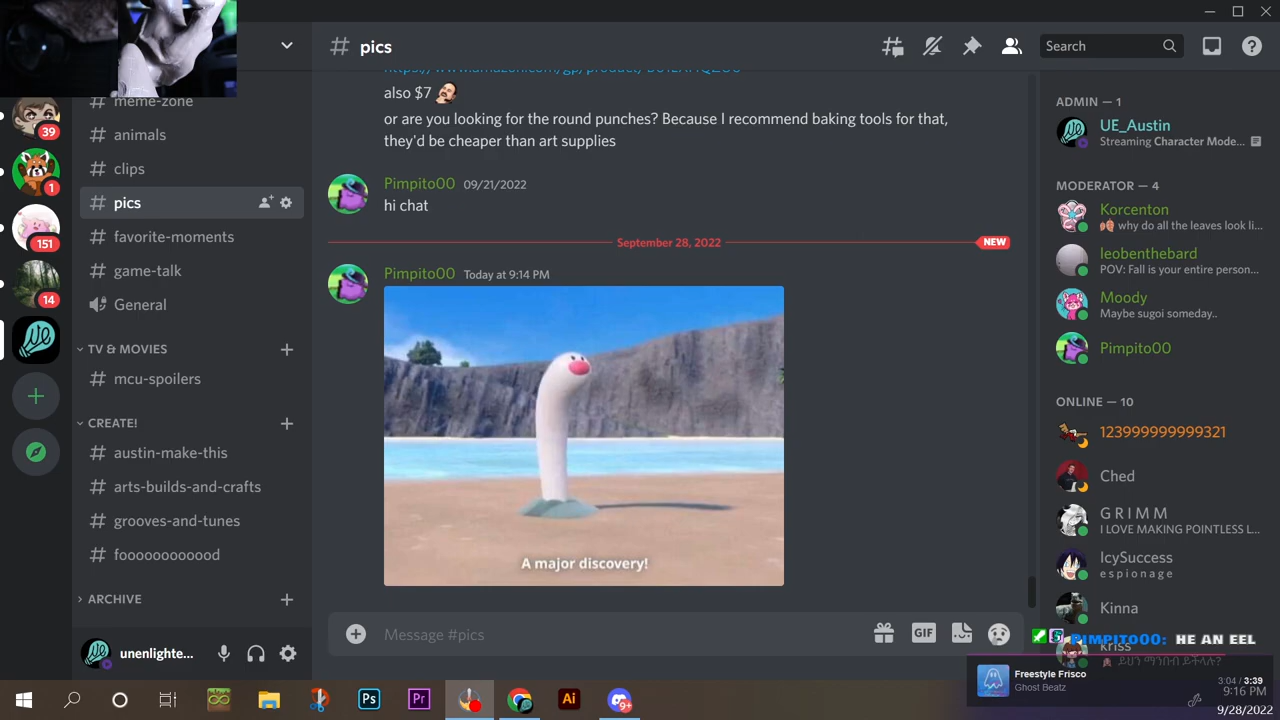 # pics
Search
meme-zone
animals
clips
pics
favorite-moments
game-talk
General
TV & MOVIES
mcu-spoilers
CREATE!
austin-make-this
arts-builds-and-crafts
grooves-and-tunes
foooooooooood
ARCHIVE
unenlighte...
39
1
151
14
also $7
or are you looking for the round punches? Because I recommend baking tools for that,
they'd be cheaper than art supplies
Pimpito00 09/21/2022
hi chat
September 28, 2022 NEW
Pimpito00 Today at 9:14 PM
A major discovery!
Message #pics
GIF
ADMIN — 1
UE_Austin
Streaming Character Mode...
MODERATOR — 4
Korcenton
why do all the leaves look li...
leobenthebard
POV: Fall is your entire person...
Moody
Maybe sugoi someday..
Pimpito00
ONLINE — 10
123999999999321
Ched
G R I M M
I LOVE MAKING POINTLESS L...
IcySuccess
e s p i o n a g e
Kinna
PIMPITO00: HE AN EEL
kriss
Freestyle Frisco
Ghost Beatz
3:04 / 3:39
9:16 PM
9/28/2022
Ps
Pr
Ai
9+